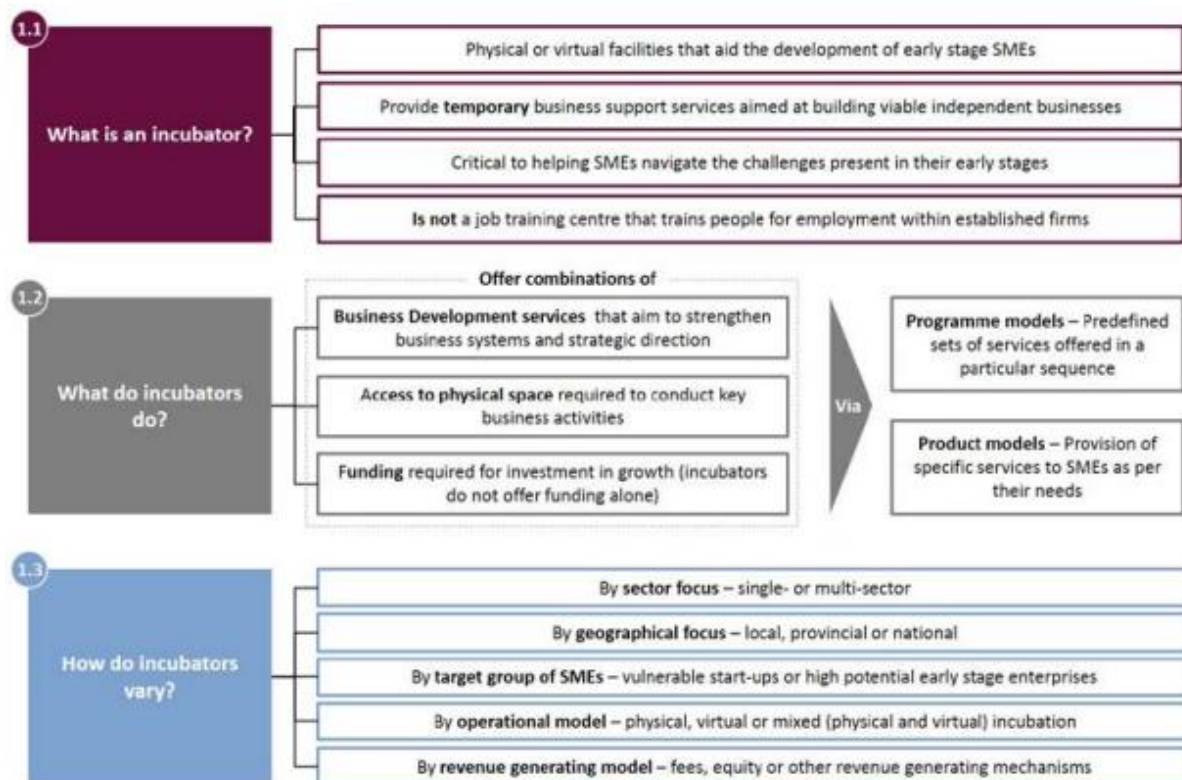 1.1
What is an incubator?
Physical or virtual facilities that aid the development of early stage SMEs
Provide temporary business support services aimed at building viable independent businesses
Critical to helping SMEs navigate the challenges present in their early stages
Is not a job training centre that trains people for employment within established firms
1.2
What do incubators
do?
Offer combinations of
Business Development services that aim to strengthen
business systems and strategic direction
Access to physical space required to conduct key
business activities
Funding required for investment in growth (incubators
do not offer funding alone)
Via
Programme models – Predefined
sets of services offered in a
particular sequence
Product models – Provision of
specific services to SMEs as per
their needs
1.3
How do incubators
vary?
By sector focus – single- or multi-sector
By geographical focus – local, provincial or national
By target group of SMEs – vulnerable start-ups or high potential early stage enterprises
By operational model – physical, virtual or mixed (physical and virtual) incubation
By revenue generating model – fees, equity or other revenue generating mechanisms